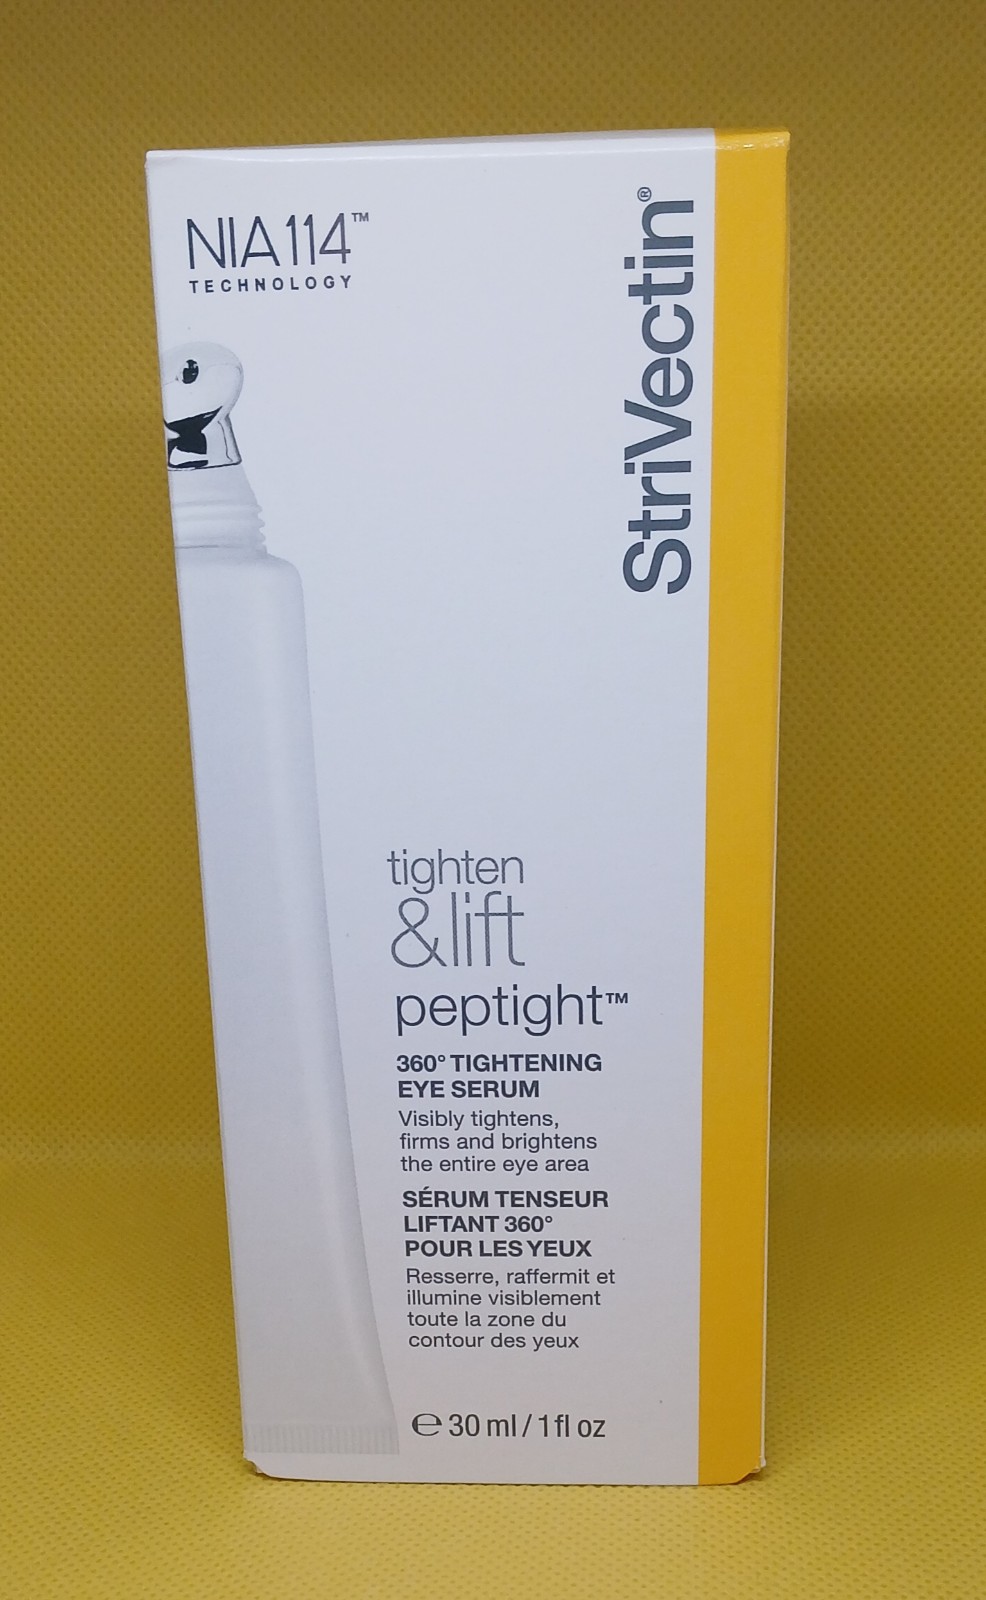 NIA114™
TECHNOLOGY
StriVectin®
tighten
&lift
peptight™
360° TIGHTENING
EYE SERUM
Visibly tightens,
firms and brightens
the entire eye area
SÉRUM TENSEUR
LIFTANT 360°
POUR LES YEUX
Resserre, raffermit et
illumine visiblement
toute la zone du
contour des yeux
℮ 30 ml / 1 fl oz